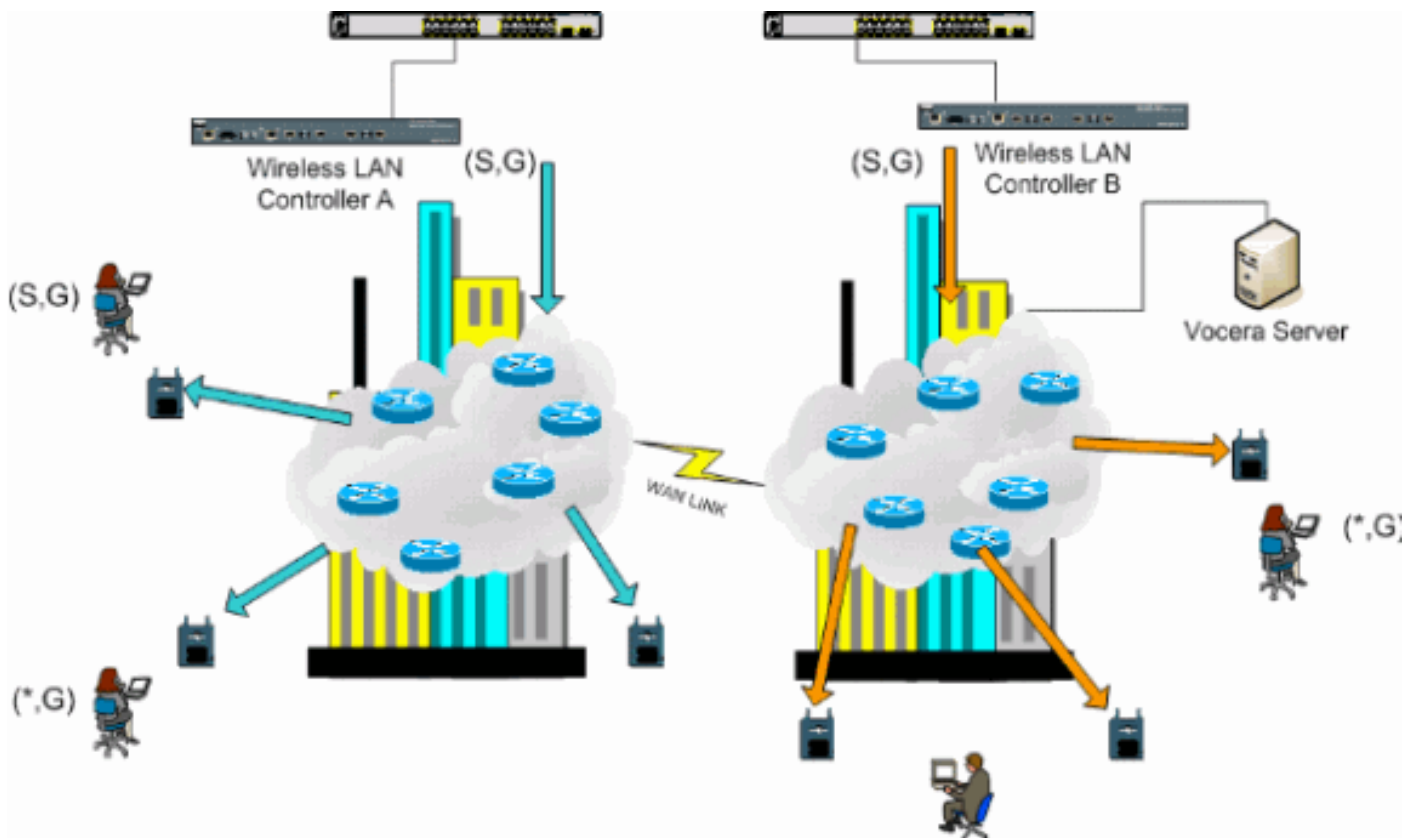 Wireless LAN
Controller A
(S,G)
(S,G)
Wireless LAN
Controller B
(S,G)
Vocera Server
WAN LINK
(*,G)
(*,G)